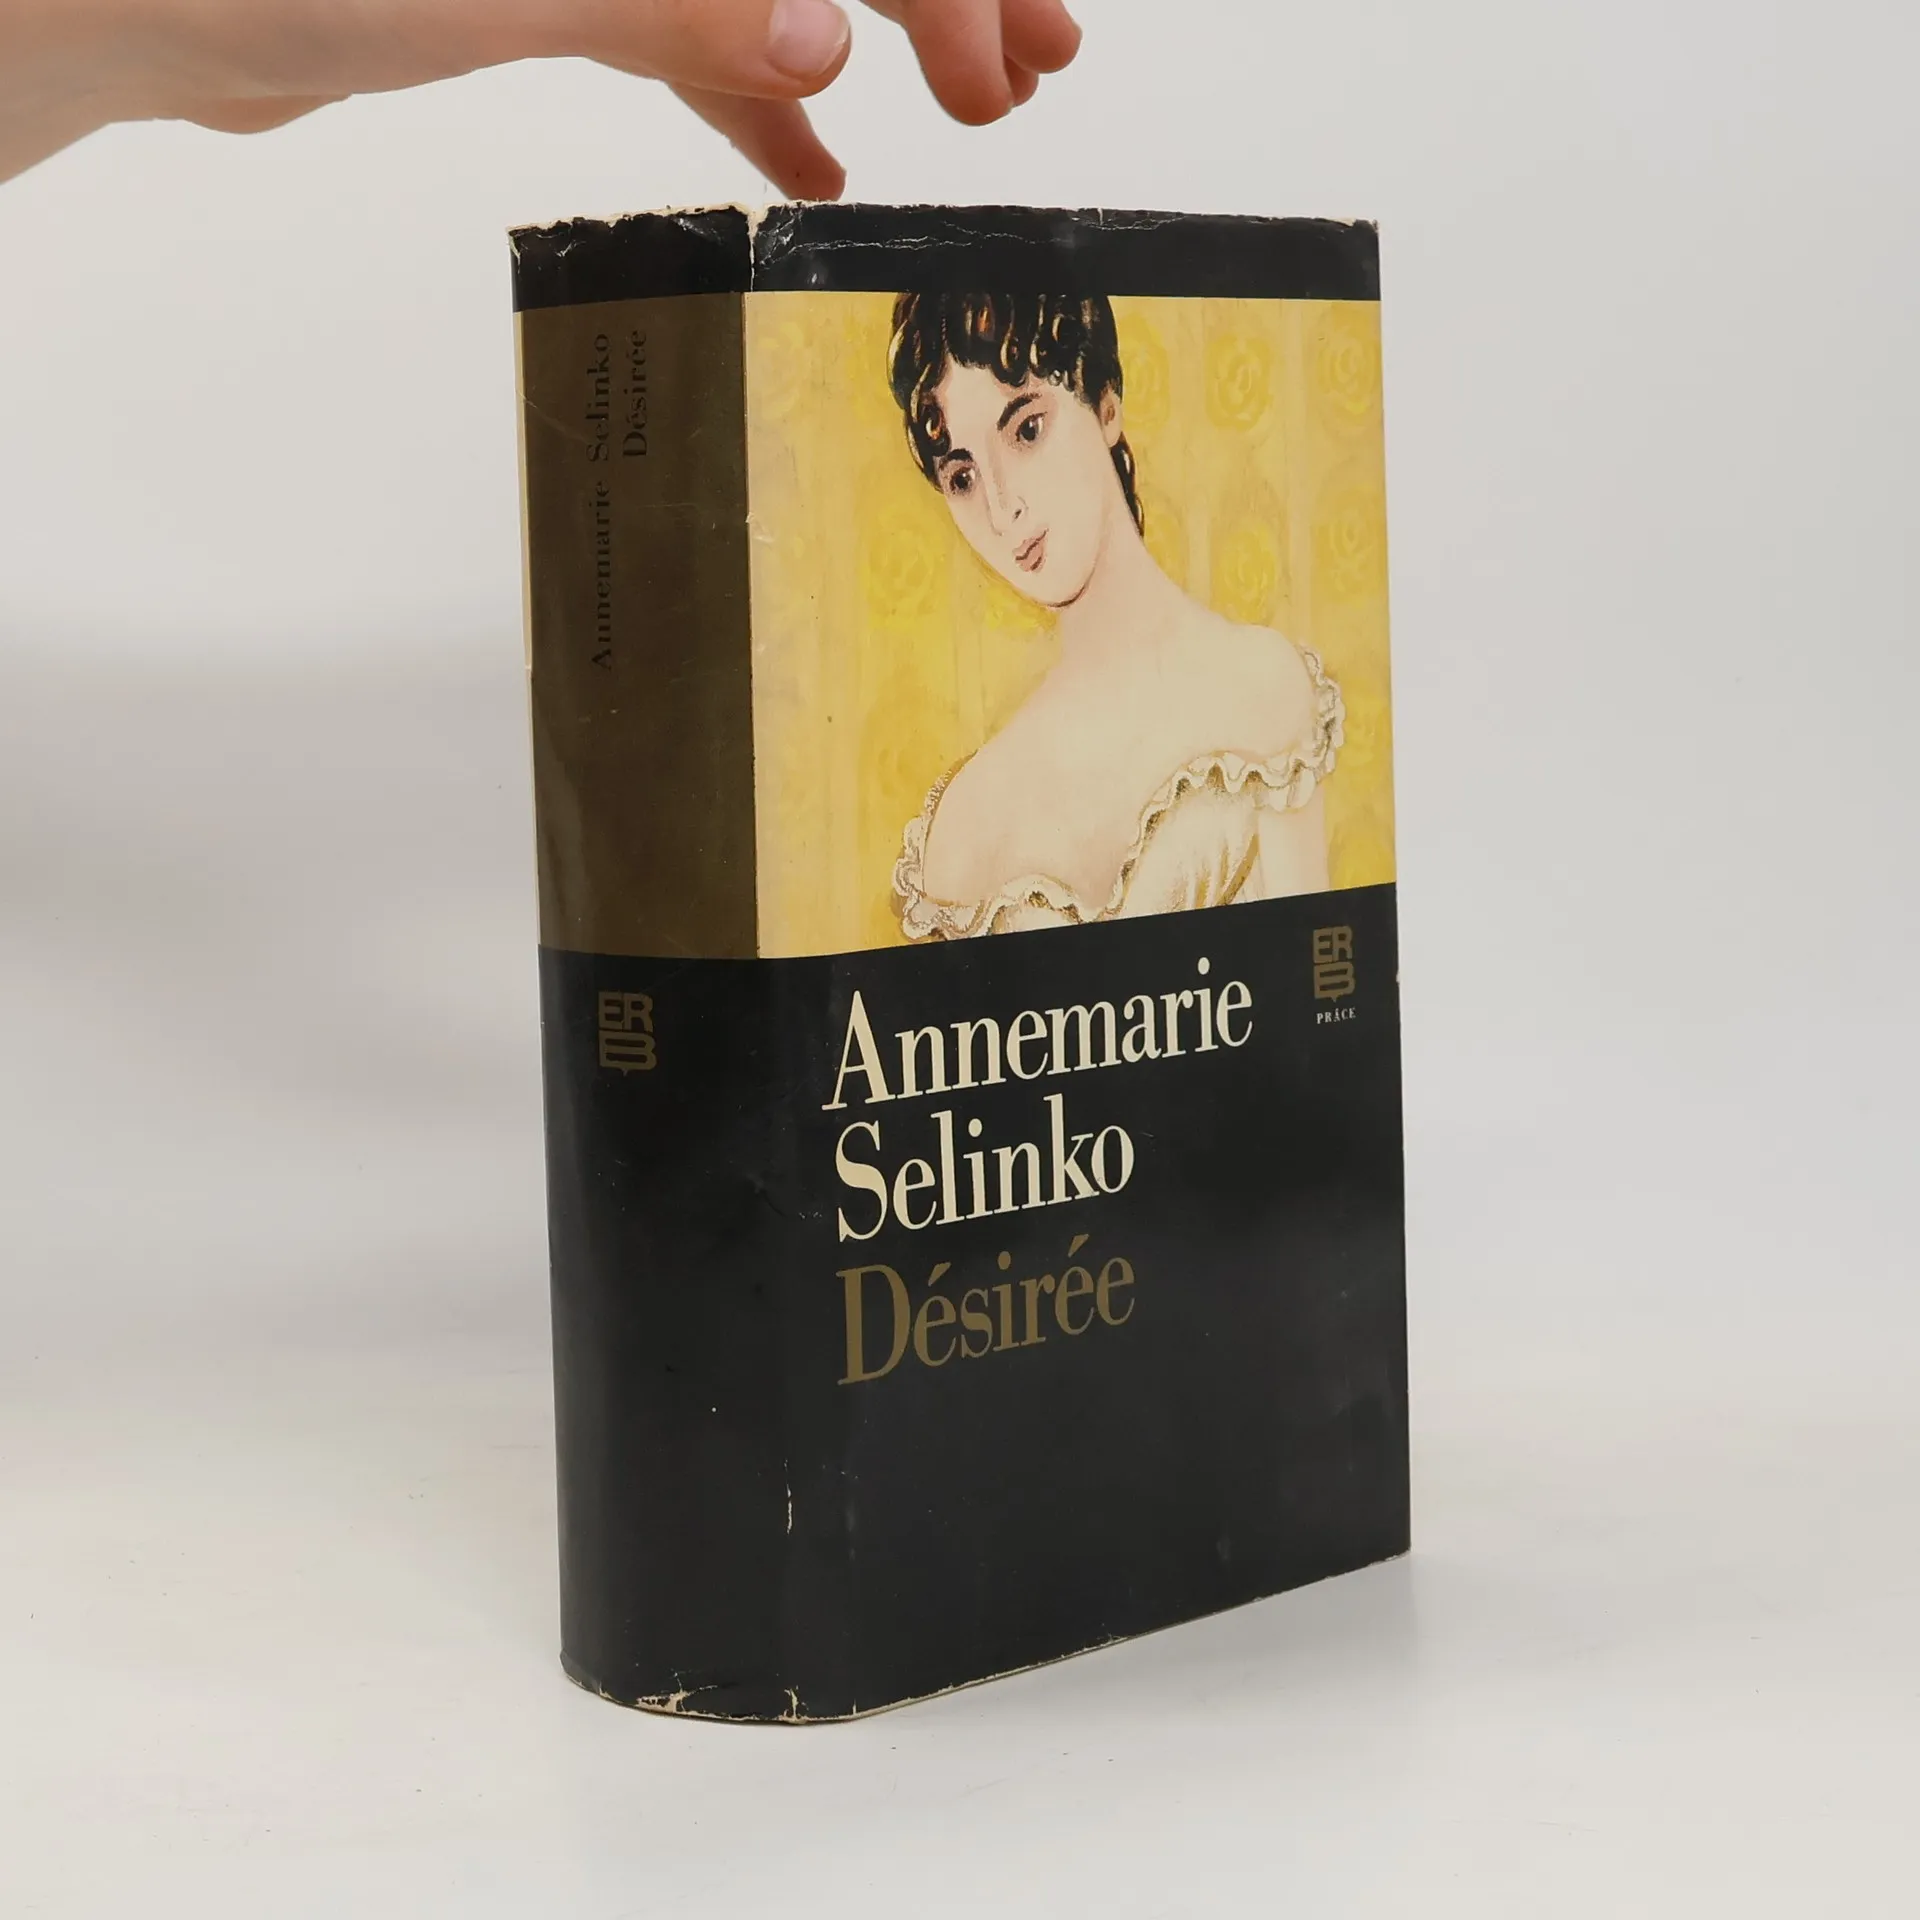 Annemarie Selinko
Désirée
ERB
ERB
PRÁCE
Annemarie
Selinko
Désirée